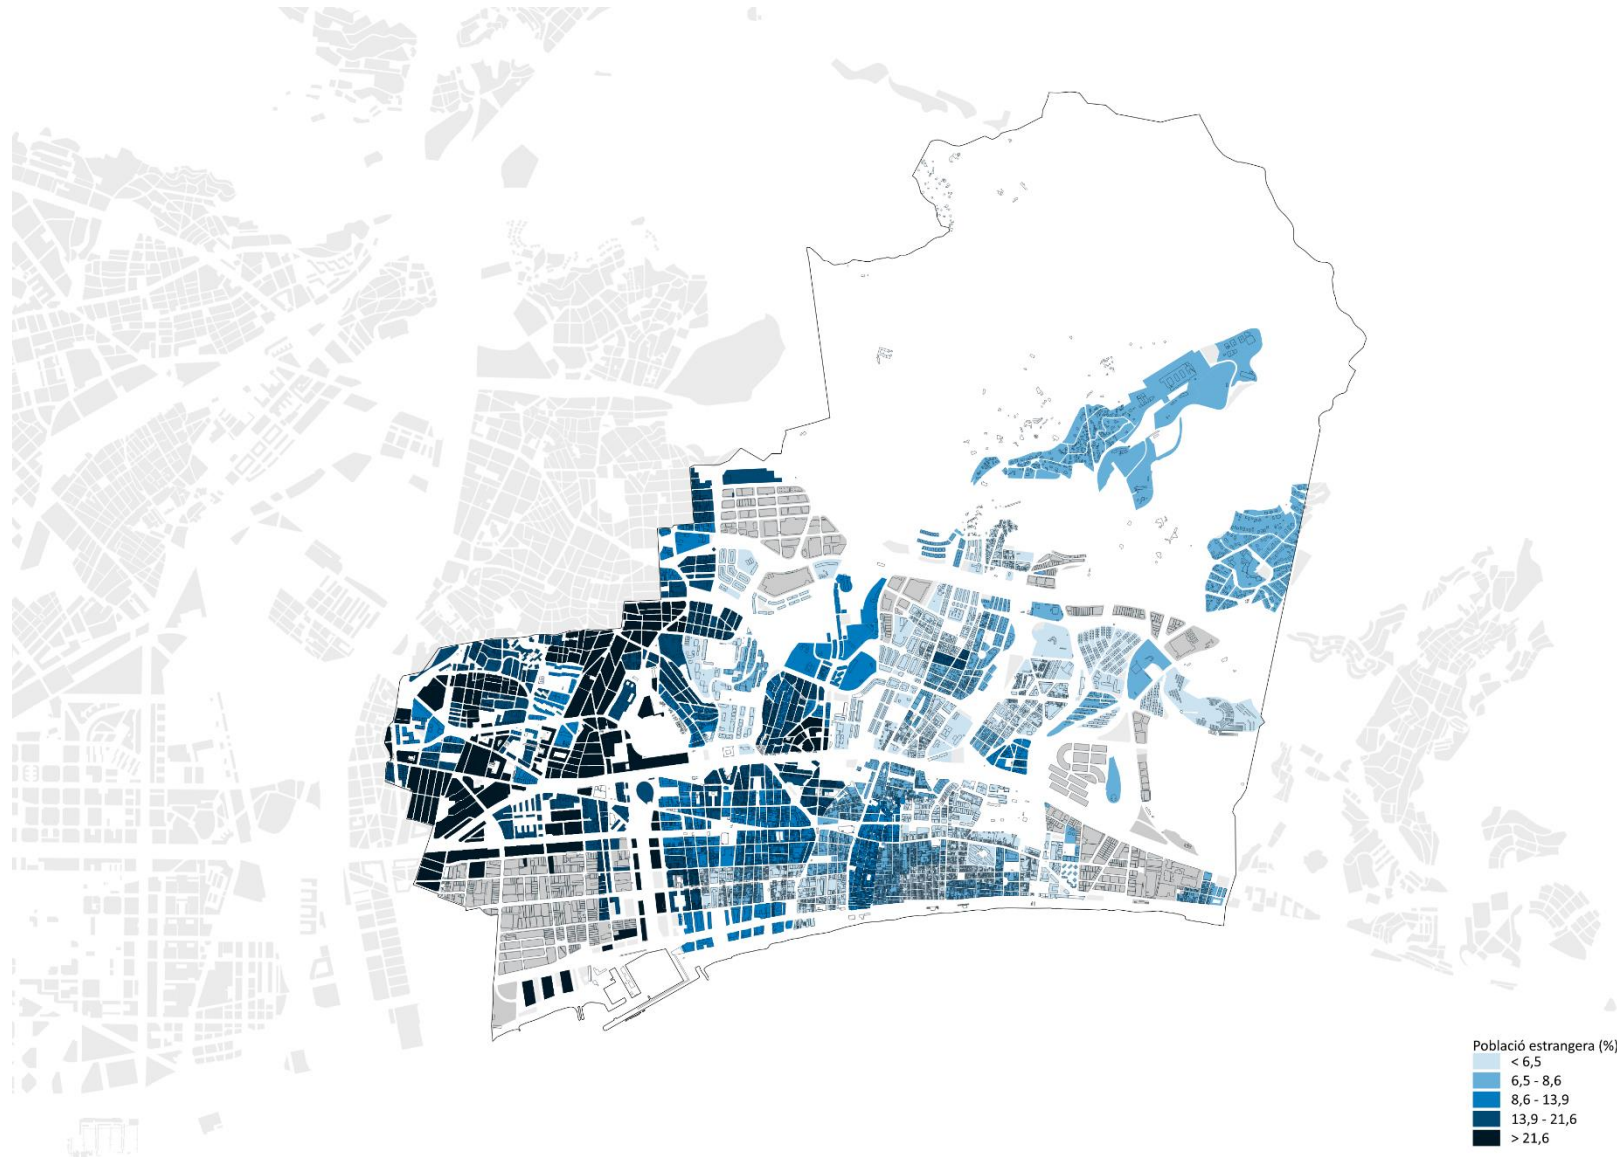 Població estrangera (%)
< 6,5
6,5 - 8,6
8,6 - 13,9
13,9 - 21,6
> 21,6